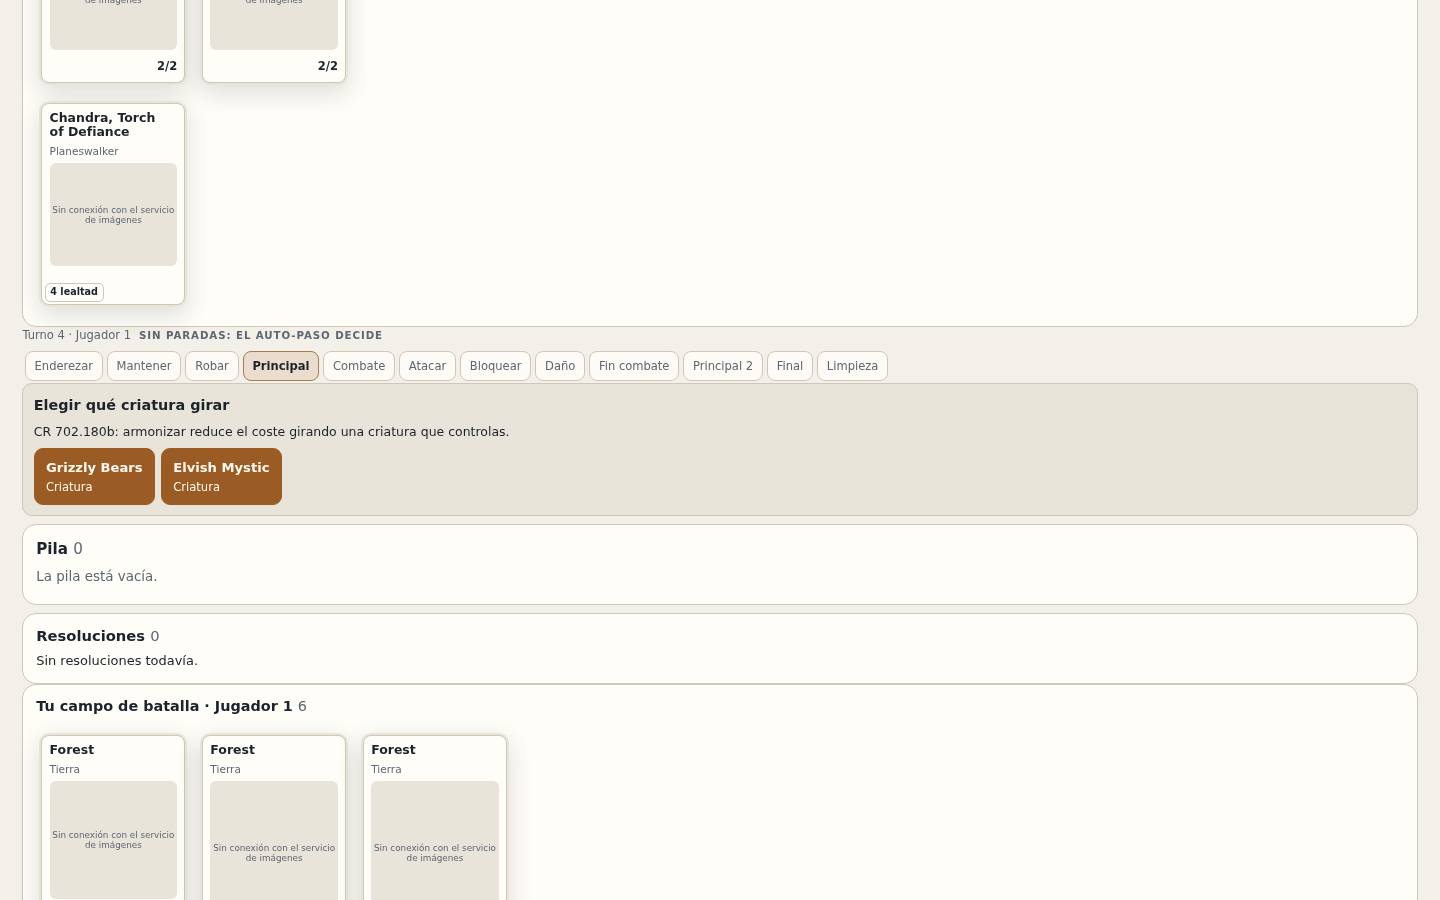 de imágenes
de imágenes
2/2
2/2
Chandra, Torch
of Defiance
Planeswalker
Sin conexión con el servicio
de imágenes
4 lealtad
Turno 4 · Jugador 1 SIN PARADAS: EL AUTO-PASO DECIDE
Enderezar Mantener Robar Principal Combate Atacar Bloquear Daño Fin combate Principal 2 Final Limpieza
Elegir qué criatura girar
CR 702.180b: armonizar reduce el coste girando una criatura que controlas.
Grizzly Bears
Criatura
Elvish Mystic
Criatura
Pila 0
La pila está vacía.
Resoluciones 0
Sin resoluciones todavía.
Tu campo de batalla · Jugador 1 6
Forest
Tierra
Sin conexión con el servicio
de imágenes
Forest
Tierra
Sin conexión con el servicio
de imágenes
Forest
Tierra
Sin conexión con el servicio
de imágenes